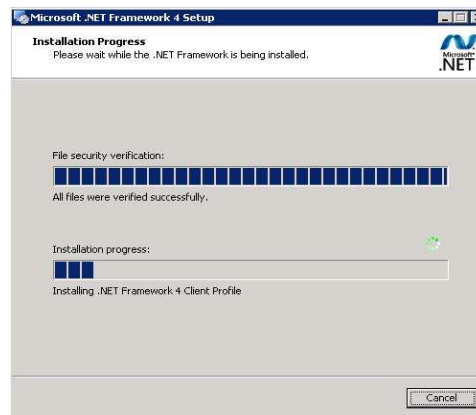 Microsoft .NET Framework 4 Setup
Installation Progress
Please wait while the .NET Framework is being installed.
Microsoft
.NET
File security verification:
All files were verified successfully.
Installation progress:
Installing .NET Framework 4 Client Profile
Cancel